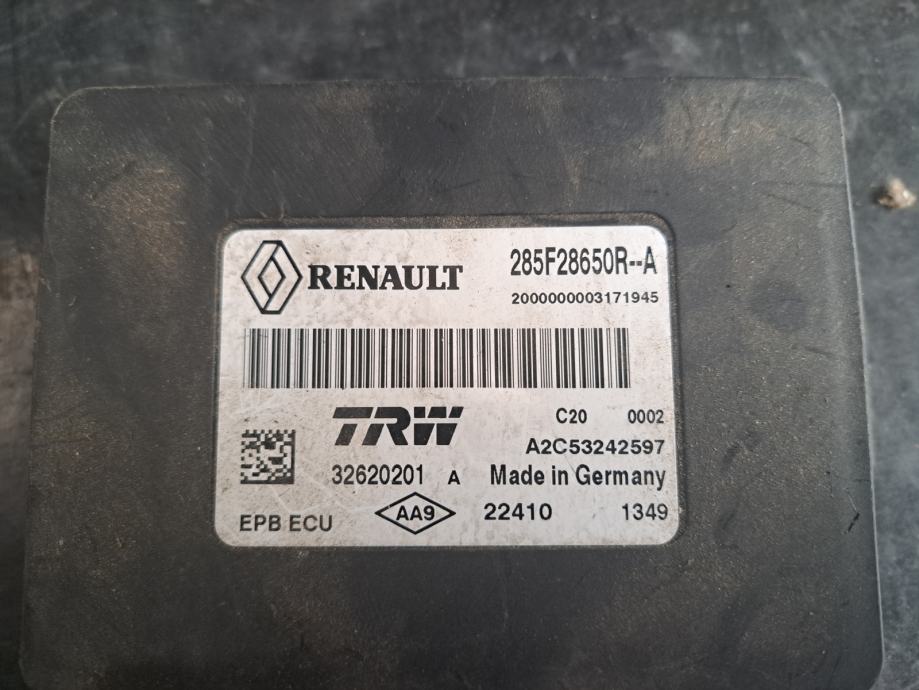 RENAULT 285F28650R--A
2000000003171945
TRW C20 0002
A2C53242597
32620201 A Made in Germany
EPB ECU AA9 22410 1349